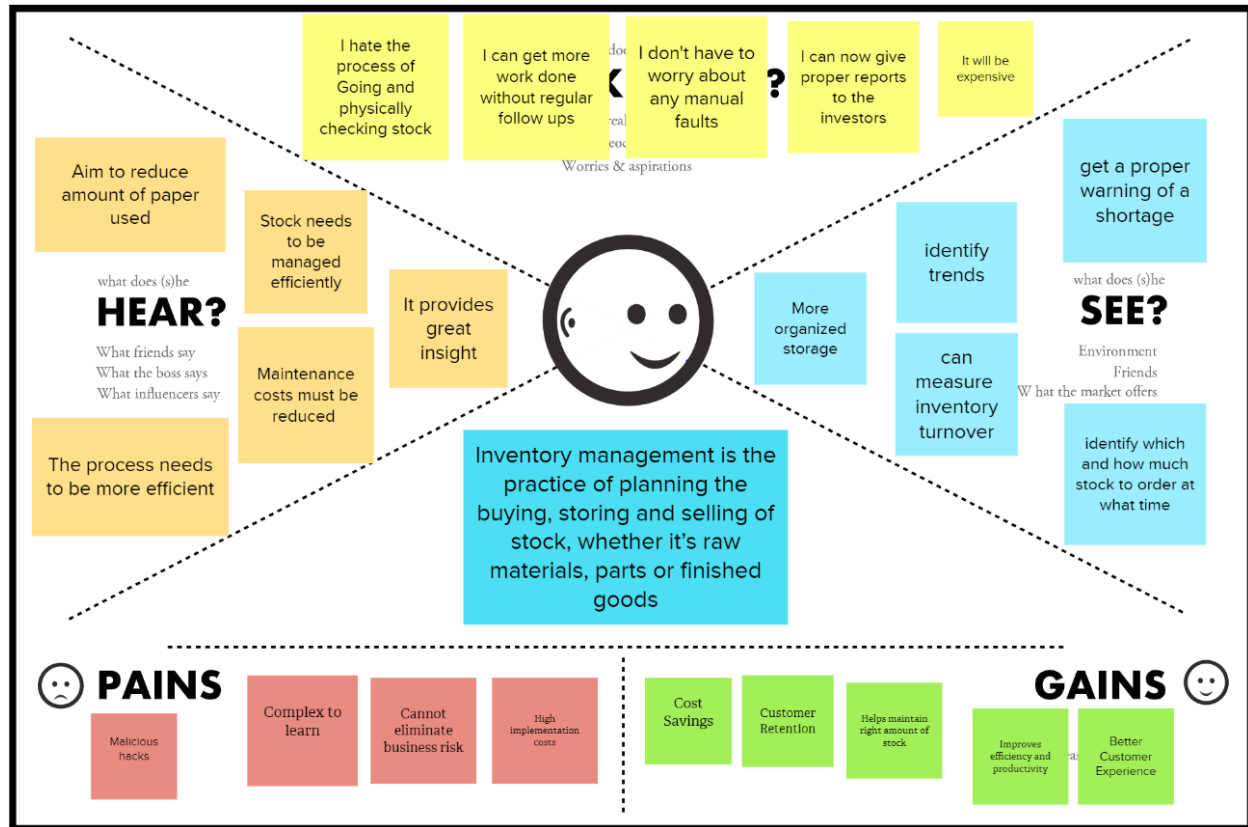 I hate the
process of
Going and
physically
checking stock
I can get more
work done
without regular
follow ups
I don't have to
worry about
any manual
faults
?
I can now give
proper reports
to the
investors
It will be
expensive
Worries & aspirations
Aim to reduce
amount of paper
used
Stock needs
to be
managed
efficiently
It provides
great
insight
what does (s)he
HEAR?
What friends say
What the boss says
What influencers say
Maintenance
costs must be
reduced
The process needs
to be more efficient
get a proper
warning of a
shortage
identify
trends
More
organized
storage
what does (s)he
SEE?
Environment
Friends
W hat the market offers
can
measure
inventory
turnover
identify which
and how much
stock to order at
what time
Inventory management is the
practice of planning the
buying, storing and selling of
stock, whether it's raw
materials, parts or finished
goods
PAINS
Malicious
hacks
Complex to
learn
Cannot
eliminate
business risk
High
implementation
costs
GAINS
Cost
Savings
Customer
Retention
Helps maintain
right amount of
stock
Improves
efficiency and
productivity
Better
Customer
Experience